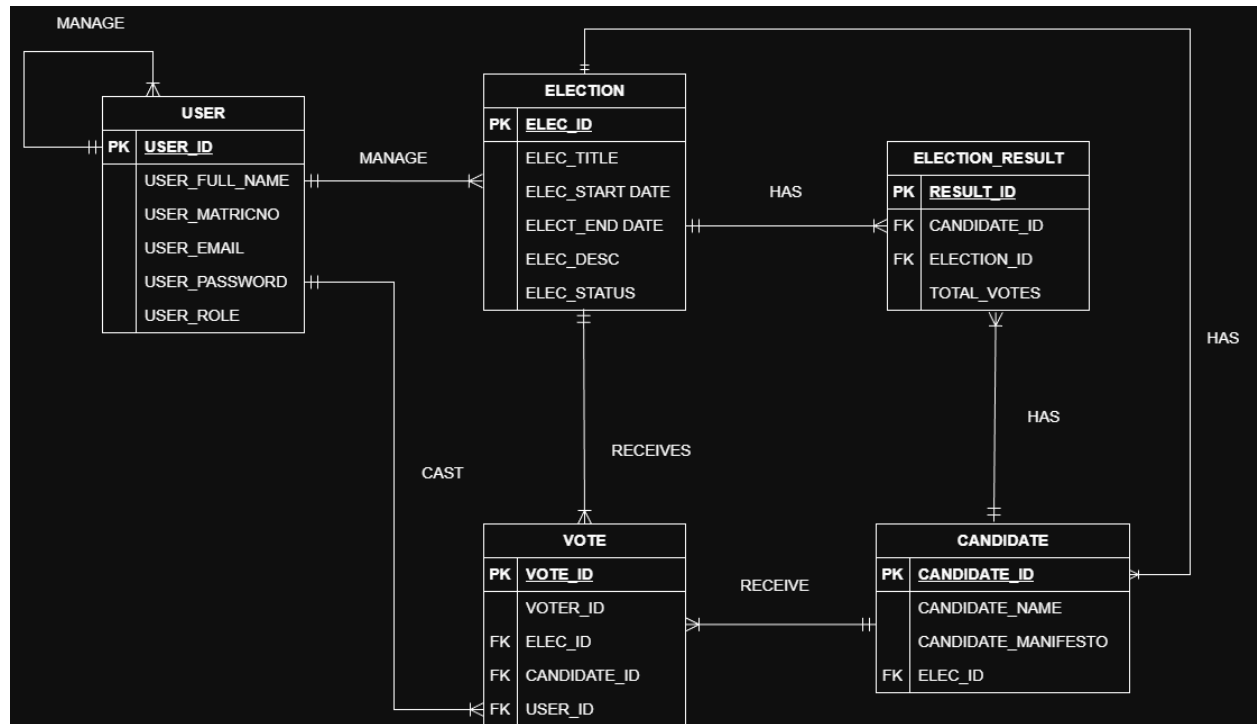 MANAGE
USER
PK USER_ID
USER_FULL_NAME
USER_MATRICNO
USER_EMAIL
USER_PASSWORD
USER_ROLE
MANAGE
ELECTION
PK ELEC_ID
ELEC_TITLE
ELEC_START DATE
ELECT_END DATE
ELEC_DESC
ELEC_STATUS
HAS
ELECTION_RESULT
PK RESULT_ID
FK CANDIDATE_ID
FK ELECTION_ID
TOTAL_VOTES
HAS
HAS
RECEIVES
CAST
VOTE
PK VOTE_ID
VOTER_ID
FK ELEC_ID
FK CANDIDATE_ID
FK USER_ID
RECEIVE
CANDIDATE
PK CANDIDATE_ID
CANDIDATE_NAME
CANDIDATE_MANIFESTO
FK ELEC_ID